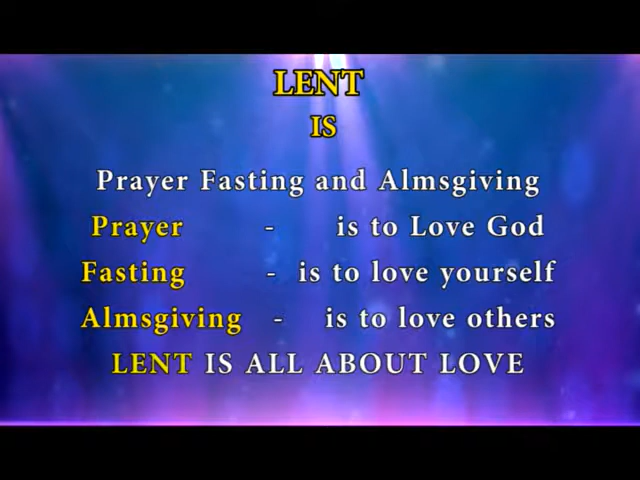 LENT
IS
Prayer Fasting and Almsgiving
Prayer - is to Love God
Fasting - is to love yourself
Almsgiving - is to love others
LENT IS ALL ABOUT LOVE